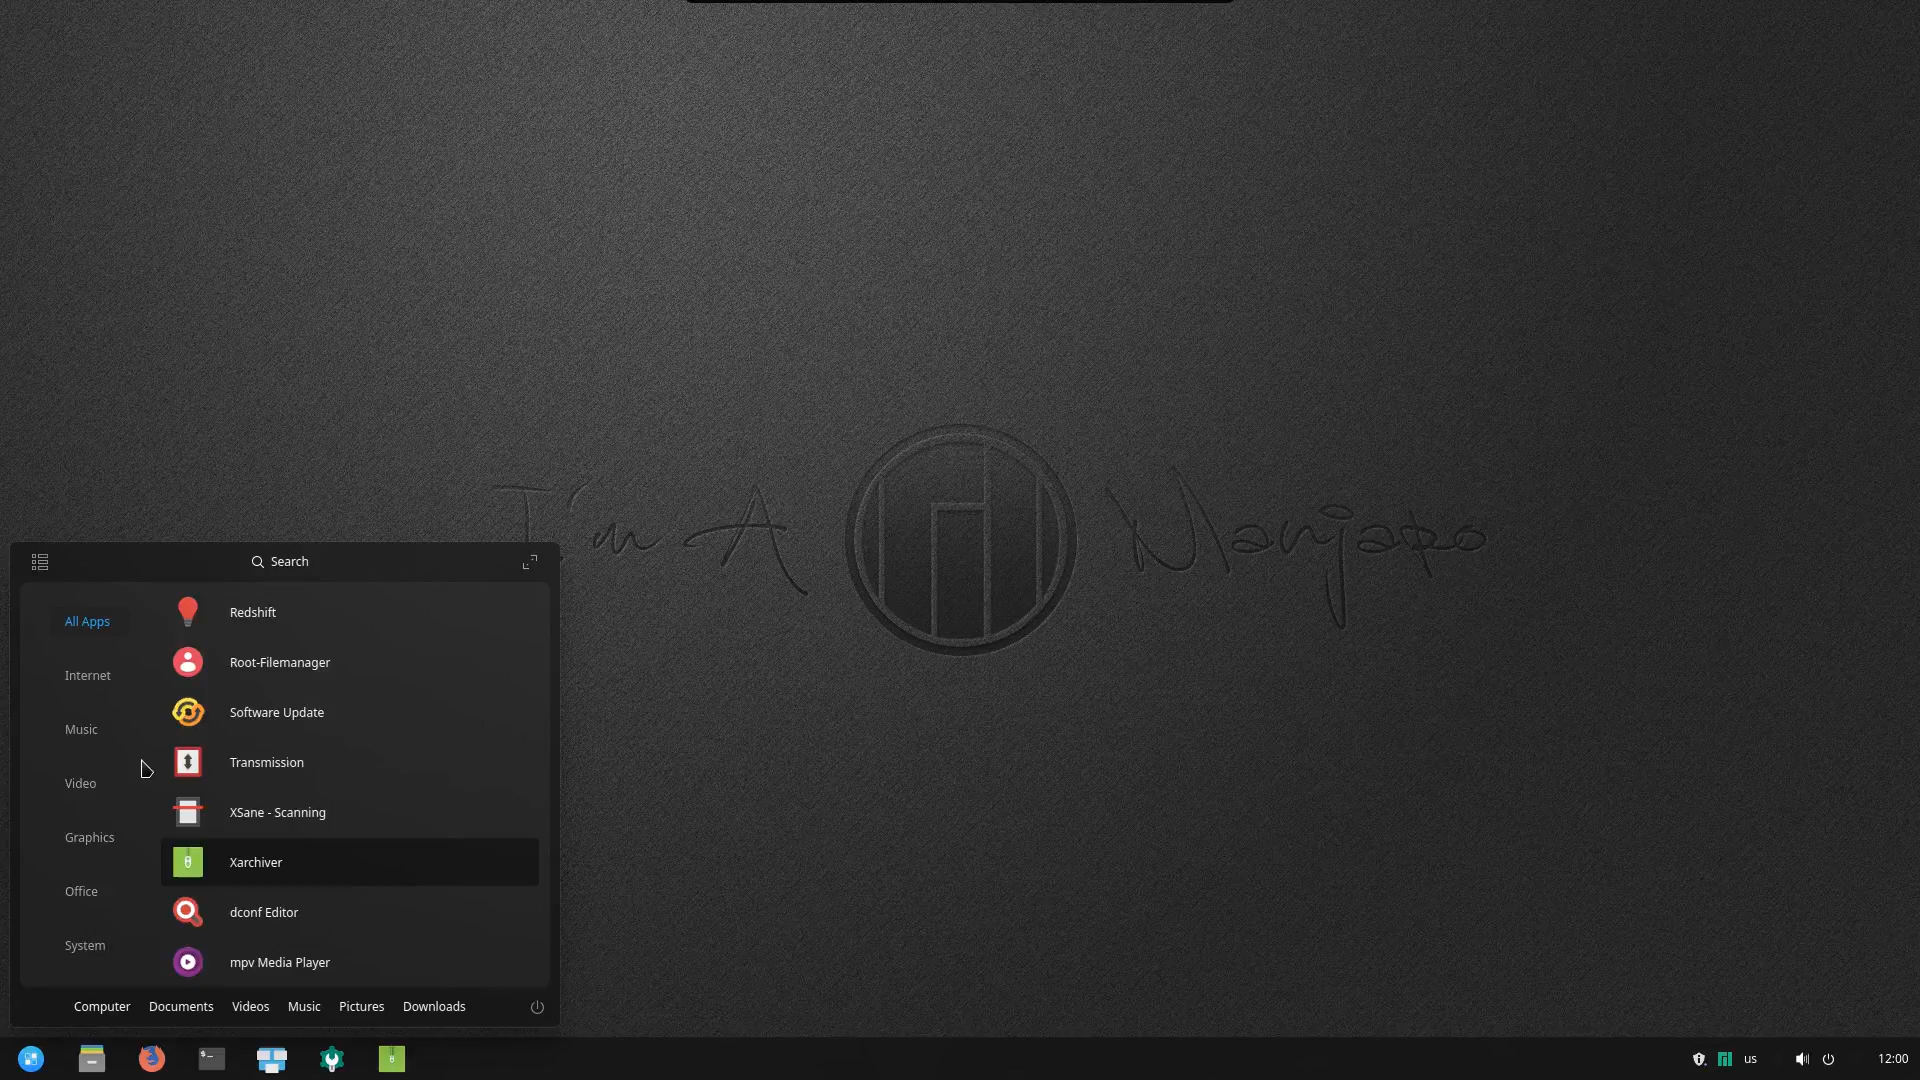 I'm A Manjaro
Search
All Apps
Internet
Music
Video
Graphics
Office
System
Redshift
Root-Filemanager
Software Update
Transmission
XSane - Scanning
Xarchiver
dconf Editor
mpv Media Player
Computer Documents Videos Music Pictures Downloads
us 12:00